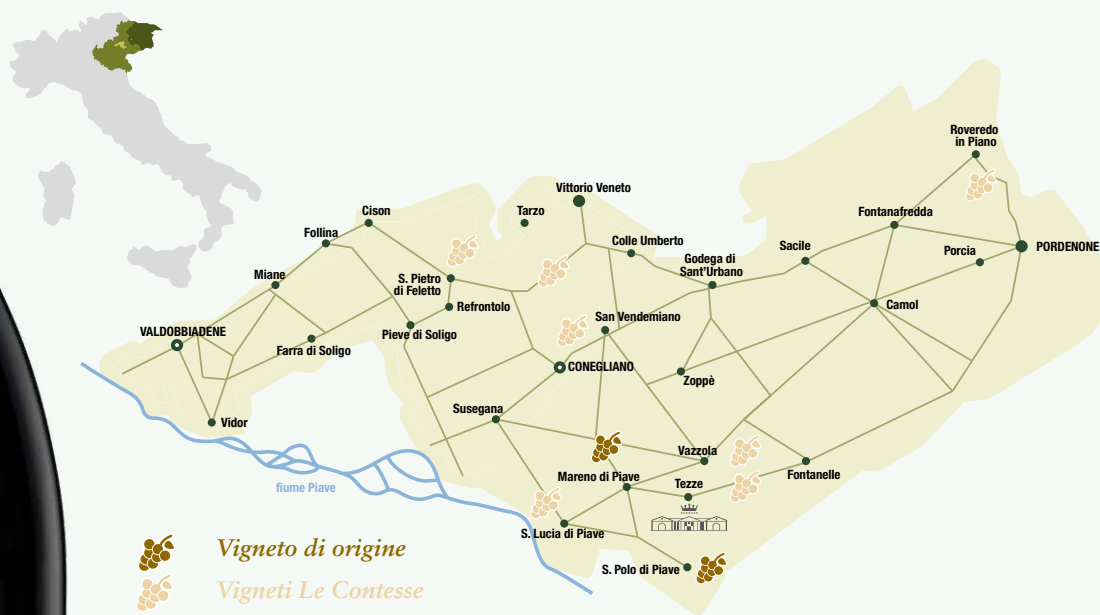 Roveredo
in Piano
Vittorio Veneto
Cison
Tarzo
Fontanafredda
Follina
Colle Umberto
Sacile
PORDENONE
Porcia
Godega di
Sant'Urbano
Miane
S. Pietro
di Feletto
Refrontolo
Camol
San Vendemiano
VALDOBBIADENE
Pieve di Soligo
Farra di Soligo
CONEGLIANO
Zoppè
Susegana
Vidor
Vazzola
Mareno di Piave
Tezze
Fontanelle
fiume Piave
S. Lucia di Piave
S. Polo di Piave
Vigneto di origine
Vigneti Le Contesse